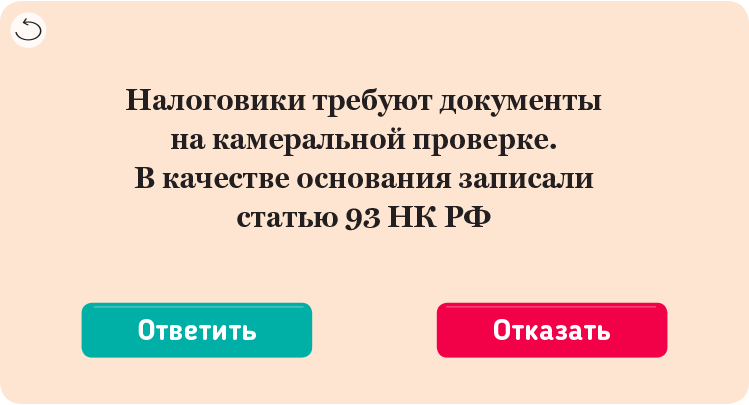 Налоговики требуют документы
на камеральной проверке.
В качестве основания записали
статью 93 НК РФ
Ответить
Отказать